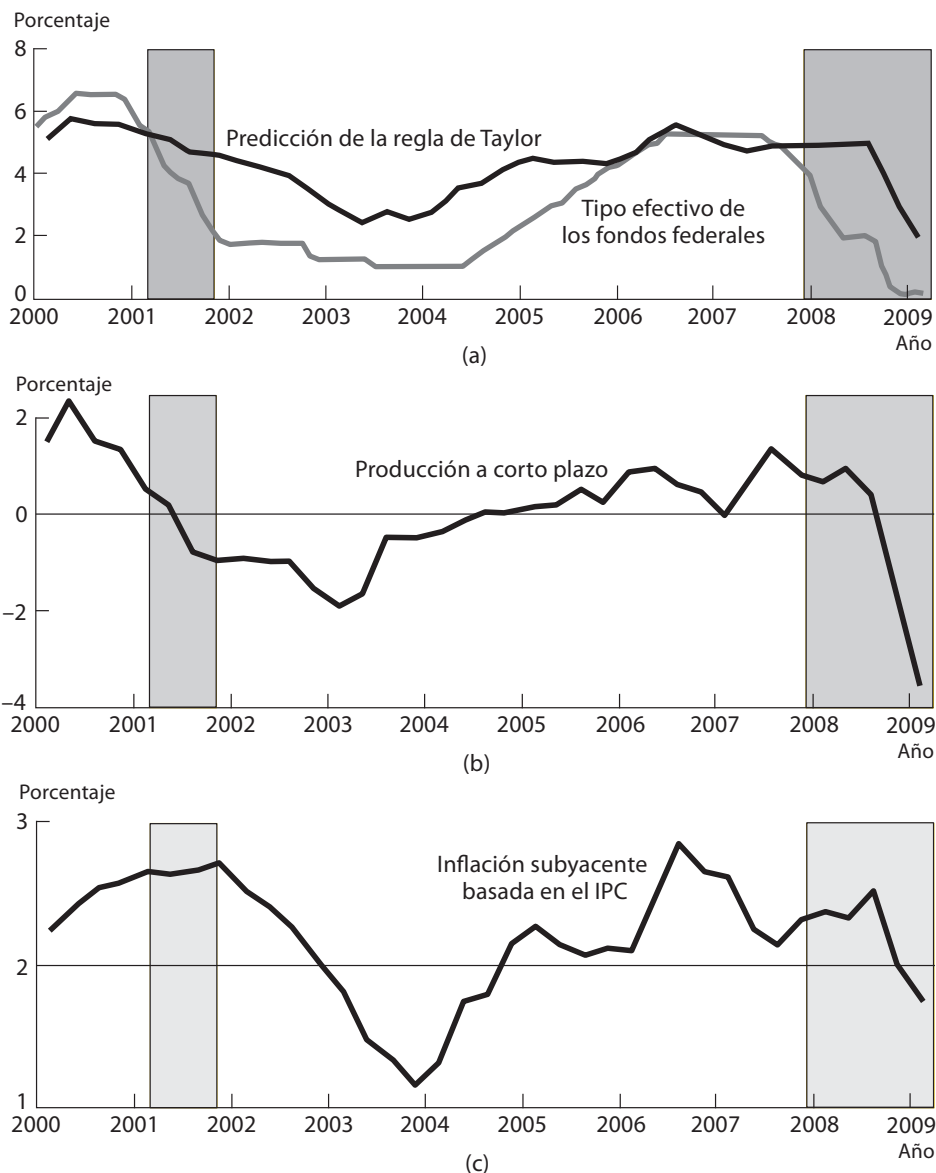 Porcentaje
8
6
4
2
0
Predicción de la regla de Taylor
Tipo efectivo de
los fondos federales
2000 2001 2002 2003 2004 2005 2006 2007 2008 2009
Año
(a)
Porcentaje
2
0
–2
–4
Producción a corto plazo
2000 2001 2002 2003 2004 2005 2006 2007 2008 2009
Año
(b)
Porcentaje
3
2
1
Inflación subyacente
basada en el IPC
2000 2001 2002 2003 2004 2005 2006 2007 2008 2009
Año
(c)